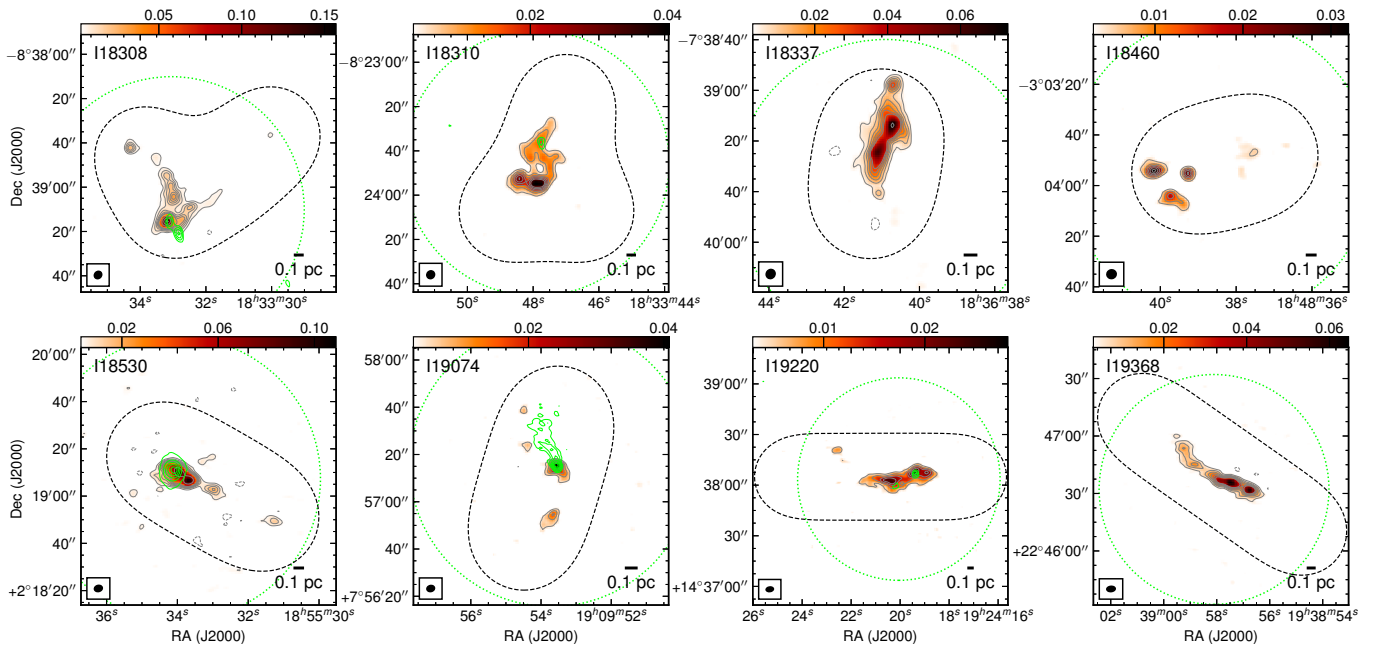 0.05 0.10 0.15
I18308
−8°38′00″
20″
40″
39′00″
20″
40″
Dec (J2000)
0.1 pc
34ˢ 32ˢ 18ʰ37ᵐ30ˢ
0.02 0.04
I18310
−8°23′00″
20″
40″
24′00″
20″
40″
0.1 pc
50ˢ 48ˢ 46ˢ 18ʰ33ᵐ44ˢ
0.02 0.04 0.06
I18337
−7°38′40″
39′00″
20″
40″
40′00″
0.1 pc
44ˢ 42ˢ 40ˢ 18ʰ36ᵐ38ˢ
0.01 0.02 0.03
I18460
−3°03′20″
40″
04′00″
20″
40″
0.1 pc
40ˢ 38ˢ 18ʰ48ᵐ36ˢ
0.02 0.06 0.10
I18530
20′00″
40″
20″
19′00″
40″
+2°18′20″
Dec (J2000)
0.1 pc
36ˢ 34ˢ 32ˢ 18ʰ55ᵐ30ˢ
RA (J2000)
0.02 0.04
I19074
58′00″
40″
20″
57′00″
40″
+7°56′20″
0.1 pc
56ˢ 54ˢ 19ʰ09ᵐ52ˢ
RA (J2000)
0.01 0.02
I19220
39′00″
30″
38′00″
30″
+14°37′00″
0.1 pc
26ˢ 24ˢ 22ˢ 20ˢ 19ʰ24ᵐ16ˢ
RA (J2000)
0.02 0.04 0.06
I19368
30″
47′00″
30″
+22°46′00″
0.1 pc
02ˢ 39ᵐ00ˢ 58ˢ 56ˢ 19ʰ38ᵐ54ˢ
RA (J2000)